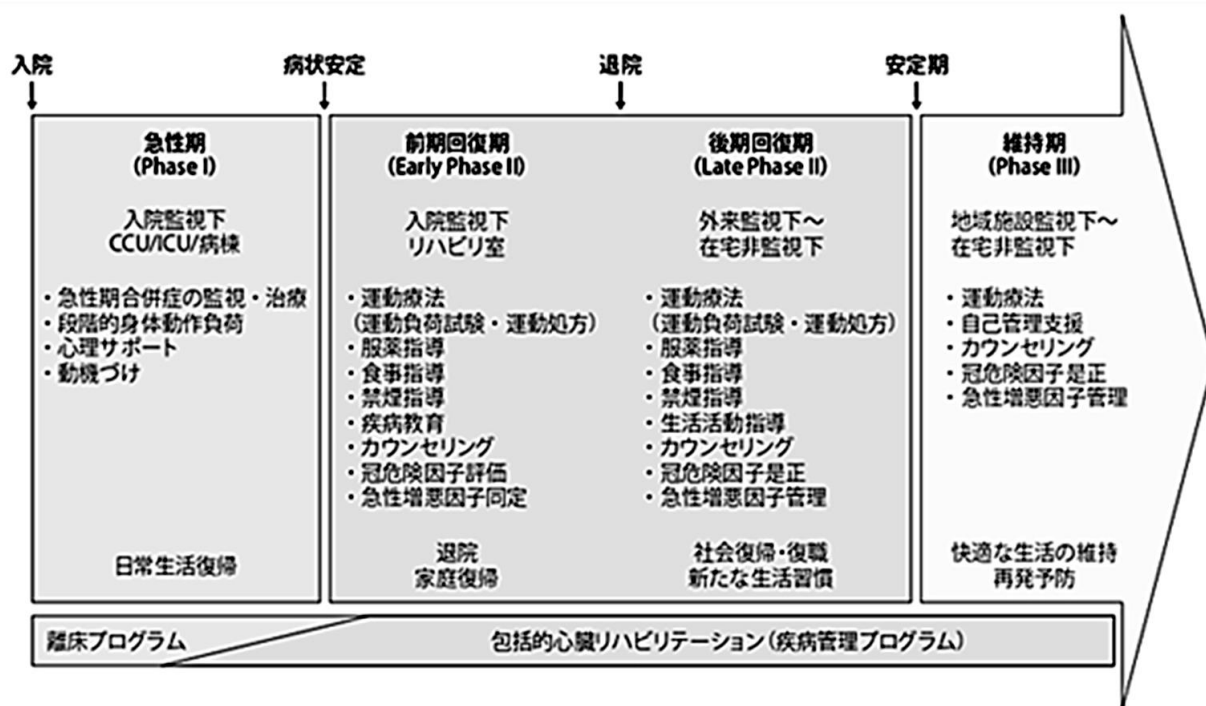 入院
病状安定
退院
安定期
急性期
(Phase I)
入院監視下
CCU/ICU/病棟
・急性期合併症の監視・治療
・段階的身体動作負荷
・心理サポート
・動機づけ
日常生活復帰
前期回復期
(Early Phase II)
入院監視下
リハビリ室
・運動療法
(運動負荷試験・運動処方)
・服薬指導
・食事指導
・禁煙指導
・疾病教育
・カウンセリング
・冠危険因子評価
・急性増悪因子同定
退院
家庭復帰
後期回復期
(Late Phase II)
外来監視下～
在宅非監視下
・運動療法
(運動負荷試験・運動処方)
・服薬指導
・食事指導
・禁煙指導
・生活活動指導
・カウンセリング
・冠危険因子是正
・急性増悪因子管理
社会復帰・復職
新たな生活習慣
維持期
(Phase III)
地域施設監視下～
在宅非監視下
・運動療法
・自己管理支援
・カウンセリング
・冠危険因子是正
・急性増悪因子管理
快適な生活の維持
再発予防
離床プログラム
包括的心臓リハビリテーション(疾病管理プログラム)